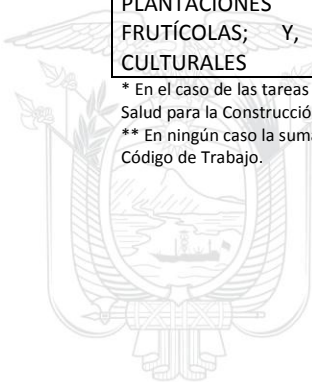 PLANTACIONES
FRUTÍCOLAS; Y,
CULTURALES
* En el caso de las tareas
Salud para la Construcció
** En ningún caso la suma
Código de Trabajo.